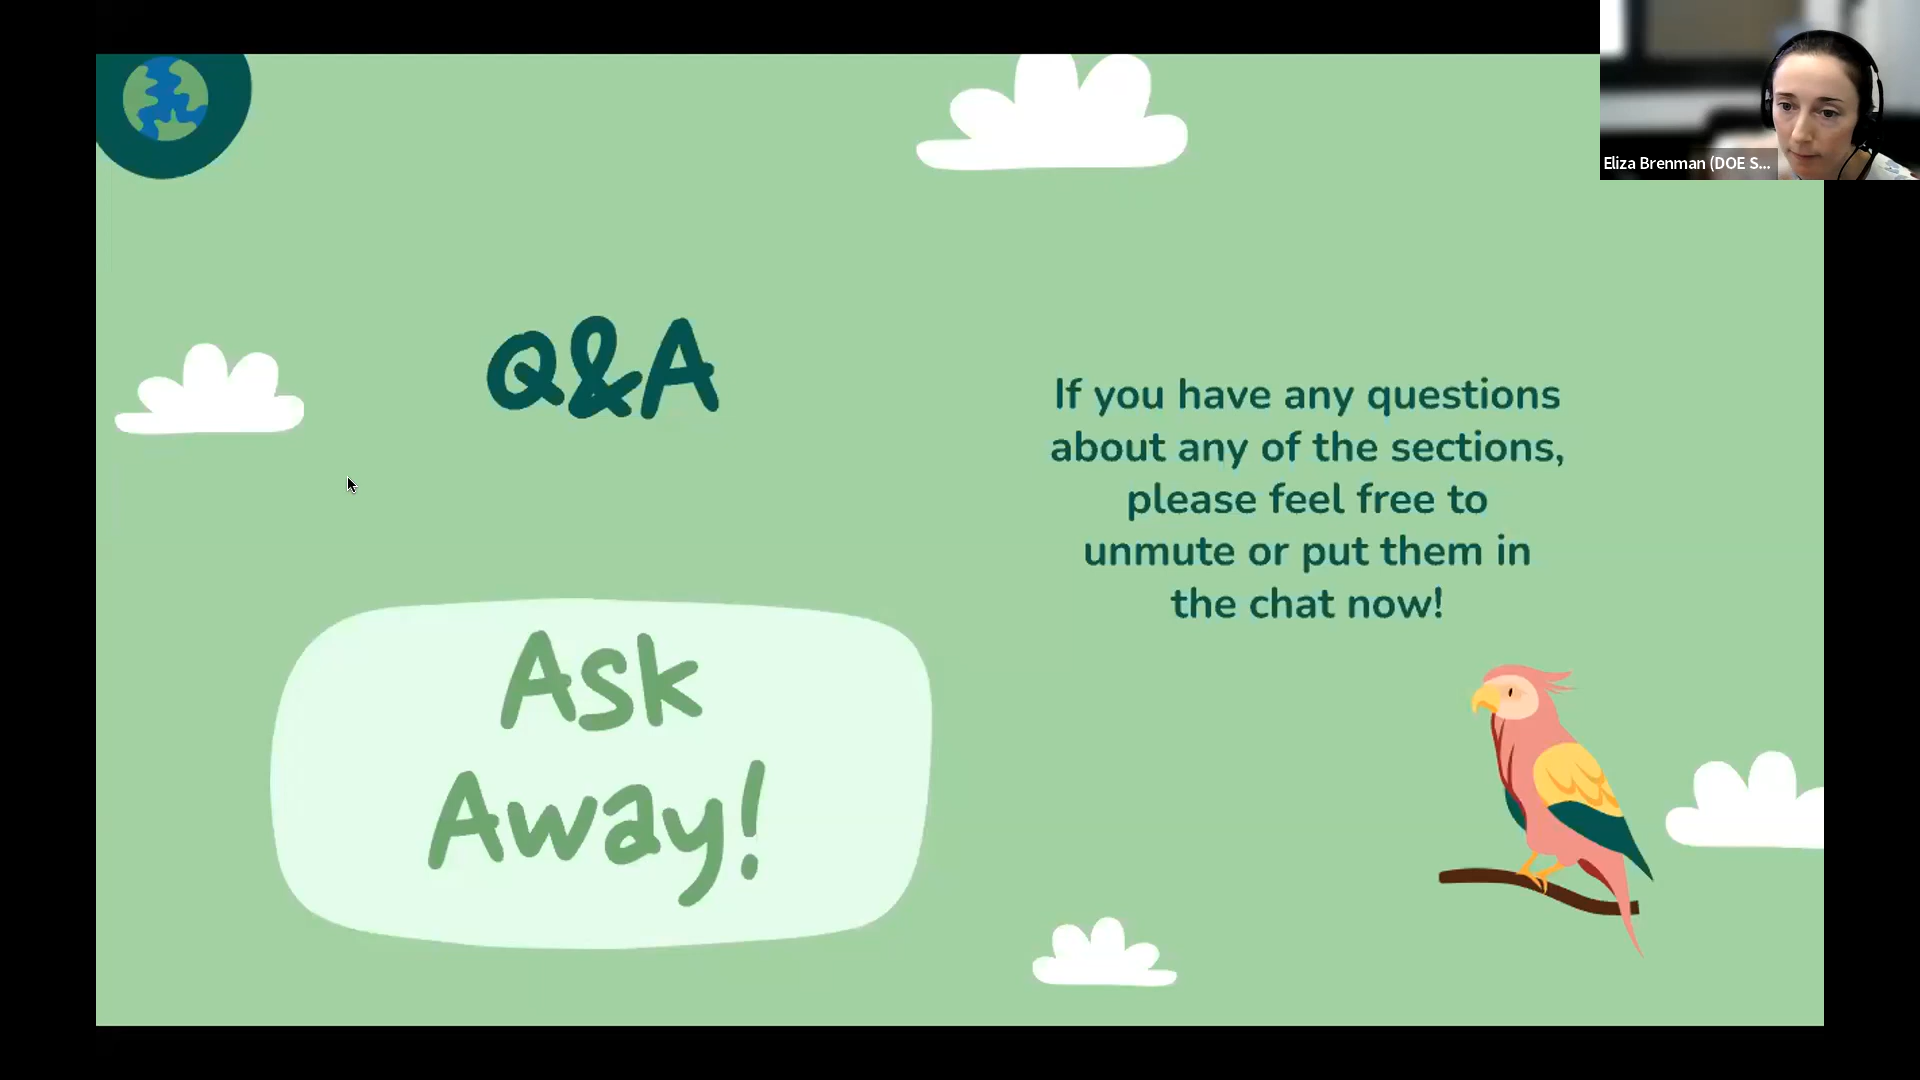 Eliza Brenman (DOE S...
Q&A
If you have any questions
about any of the sections,
please feel free to
unmute or put them in
the chat now!
Ask
Away!